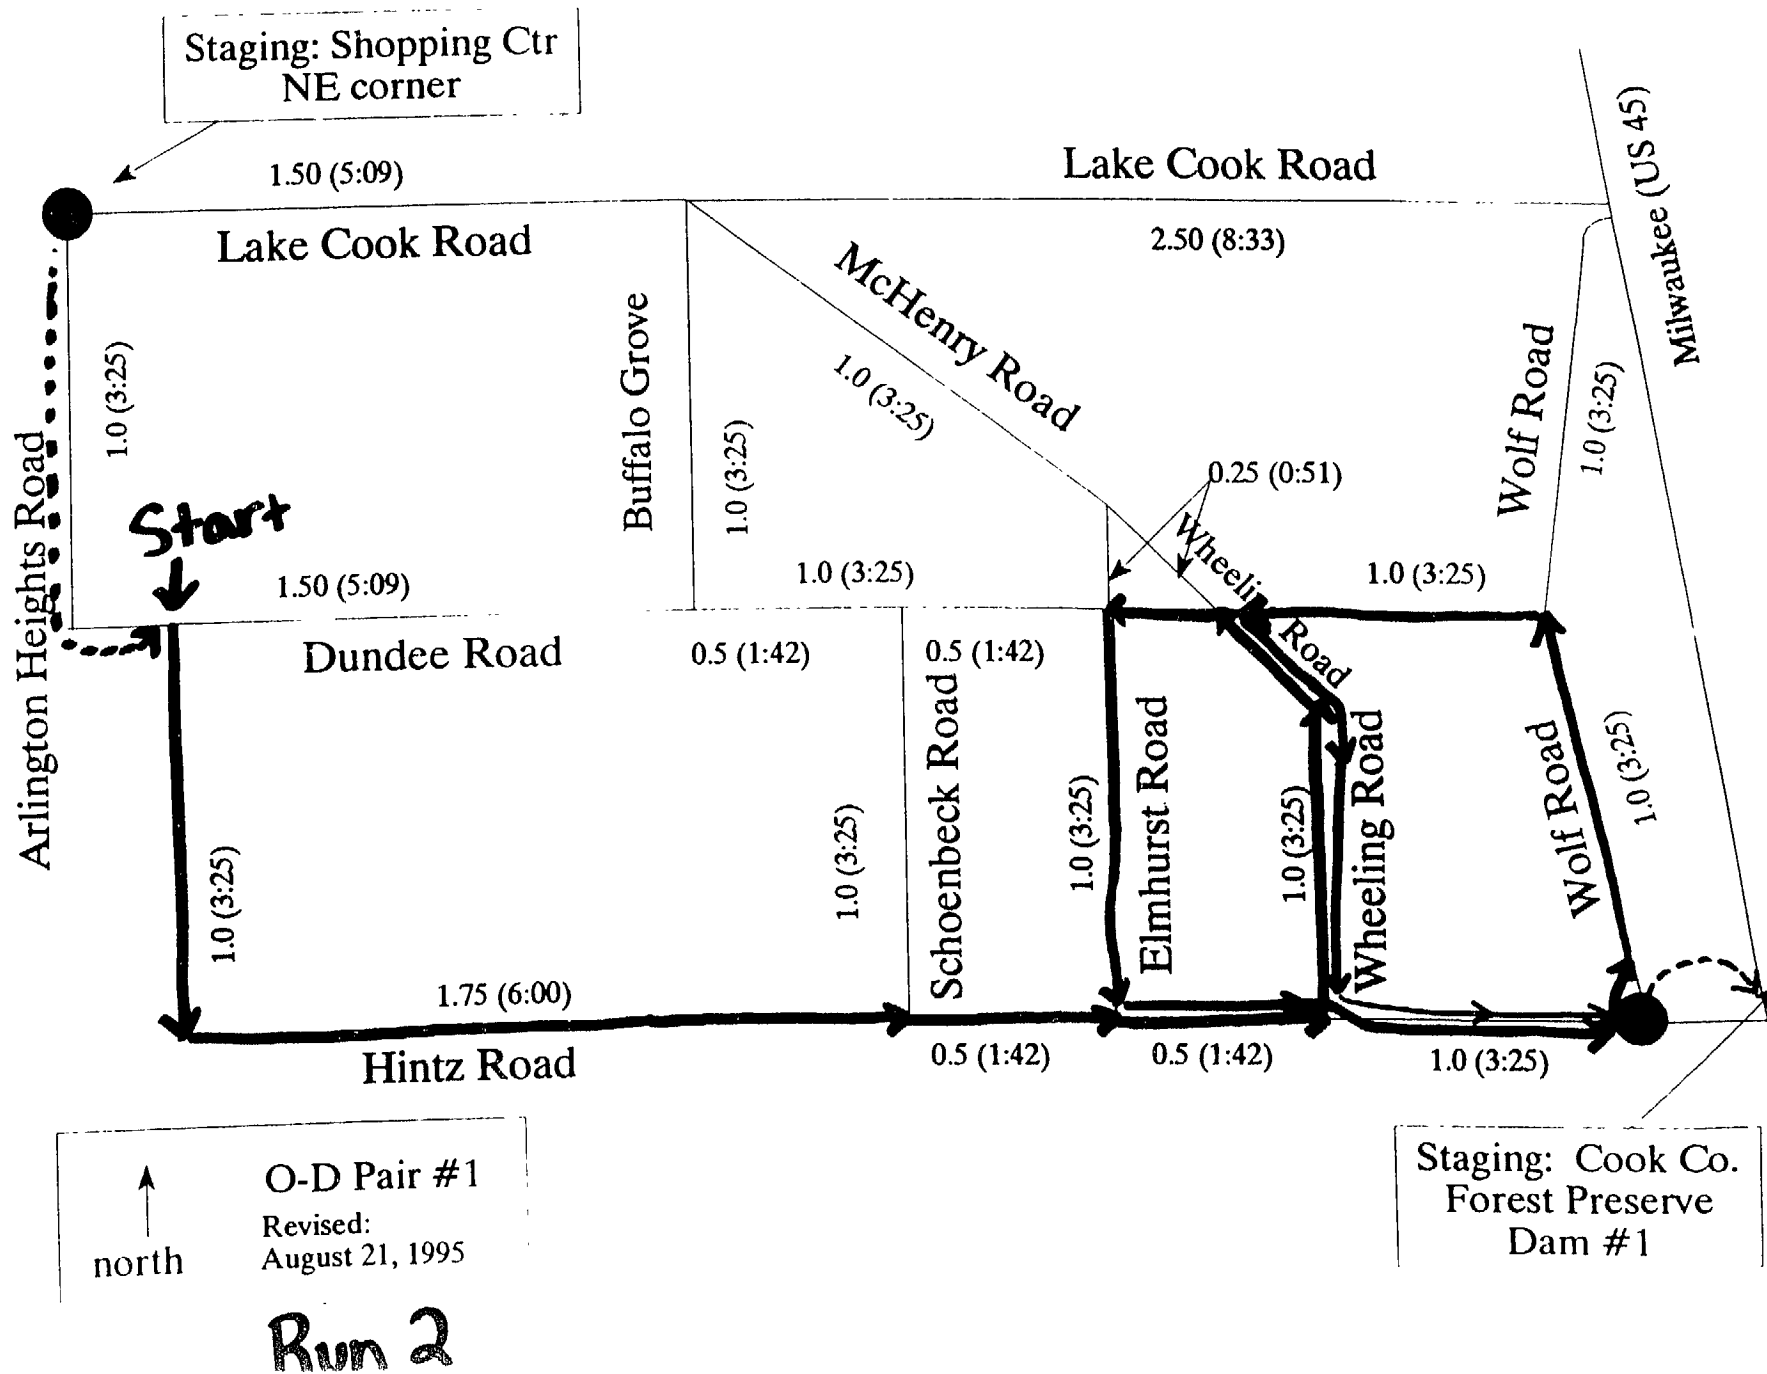 Staging: Shopping Ctr
NE corner
1.50 (5:09)
Lake Cook Road
Lake Cook Road
2.50 (8:33)
Milwaukee (US 45)
McHenry Road
1.0 (3:25)
Buffalo Grove
1.0 (3:25)
1.0 (3:25)
Arlington Heights Road
Wolf Road
1.0 (3:25)
0.25 (0:51)
Start
Wheeling Road
1.50 (5:09)
1.0 (3:25)
1.0 (3:25)
Dundee Road
0.5 (1:42)
0.5 (1:42)
1.0 (3:25)
1.0 (3:25)
Schoenbeck Road
1.0 (3:25)
Elmhurst Road
1.0 (3:25)
Wheeling Road
Wolf Road
1.0 (3:25)
1.75 (6:00)
Hintz Road
0.5 (1:42)
0.5 (1:42)
1.0 (3:25)
north
O-D Pair #1
Revised:
August 21, 1995
Staging: Cook Co.
Forest Preserve
Dam #1
Run 2